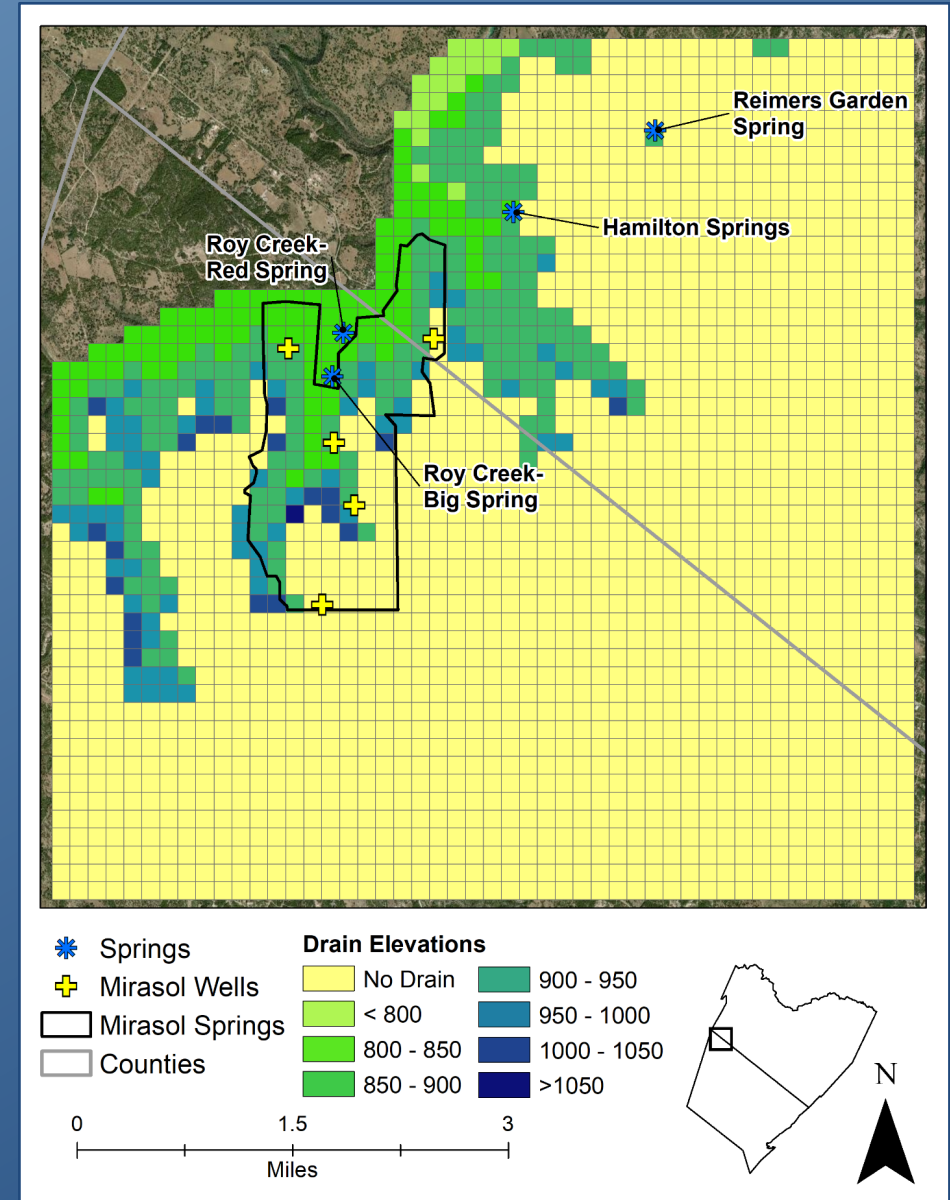 Reimers Garden
Spring
Hamilton Springs
Roy Creek-
Red Spring
Roy Creek-
Big Spring
Springs
Mirasol Wells
Mirasol Springs
Counties
Drain Elevations
No Drain
< 800
800 - 850
850 - 900
900 - 950
950 - 1000
1000 - 1050
>1050
N
0 1.5 3
Miles